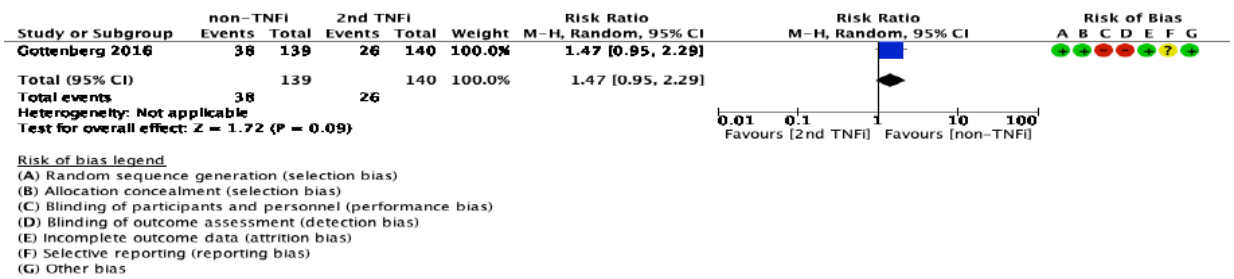 non-TNFi 2nd TNFi Risk Ratio Risk Ratio Risk of Bias
Study or Subgroup Events Total Events Total Weight M-H, Random, 95% CI M-H, Random, 95% CI A B C D E F G
Gottenberg 2016 38 139 26 140 100.0% 1.47 [0.95, 2.29] + + - - + ? +
Total (95% CI) 139 140 100.0% 1.47 [0.95, 2.29]
Total events 38 26
Heterogeneity: Not applicable
Test for overall effect: Z = 1.72 (P = 0.09)
0.01 0.1 1 10 100
Favours [2nd TNFi] Favours [non-TNFi]
Risk of bias legend
(A) Random sequence generation (selection bias)
(B) Allocation concealment (selection bias)
(C) Blinding of participants and personnel (performance bias)
(D) Blinding of outcome assessment (detection bias)
(E) Incomplete outcome data (attrition bias)
(F) Selective reporting (reporting bias)
(G) Other bias